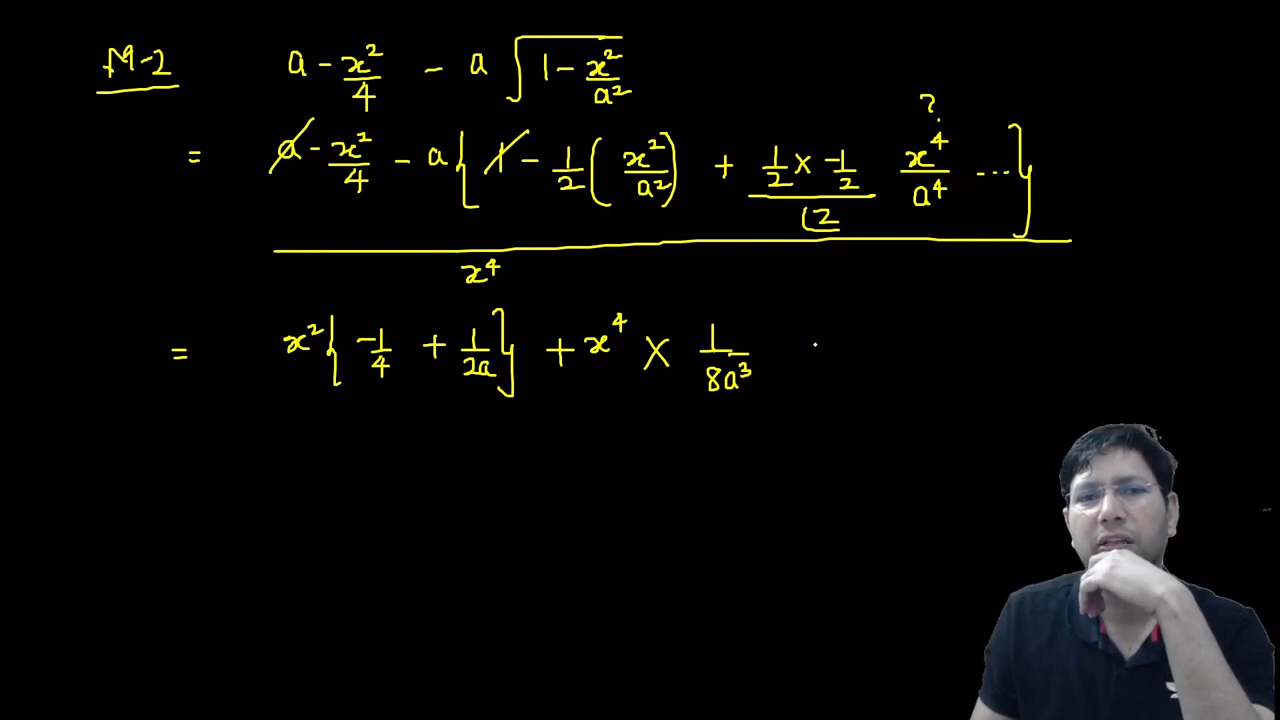 M-2 a - x²/4 - a √(1 - x²/a²)
?
= a - x²/4 - a { 1 - 1/2 ( x²/a² ) + (1/2 × -1/2)/⌊2 x⁴/a⁴ ... }
x⁴
= x² { -1/4 + 1/2a } + x⁴ × 1/8a³